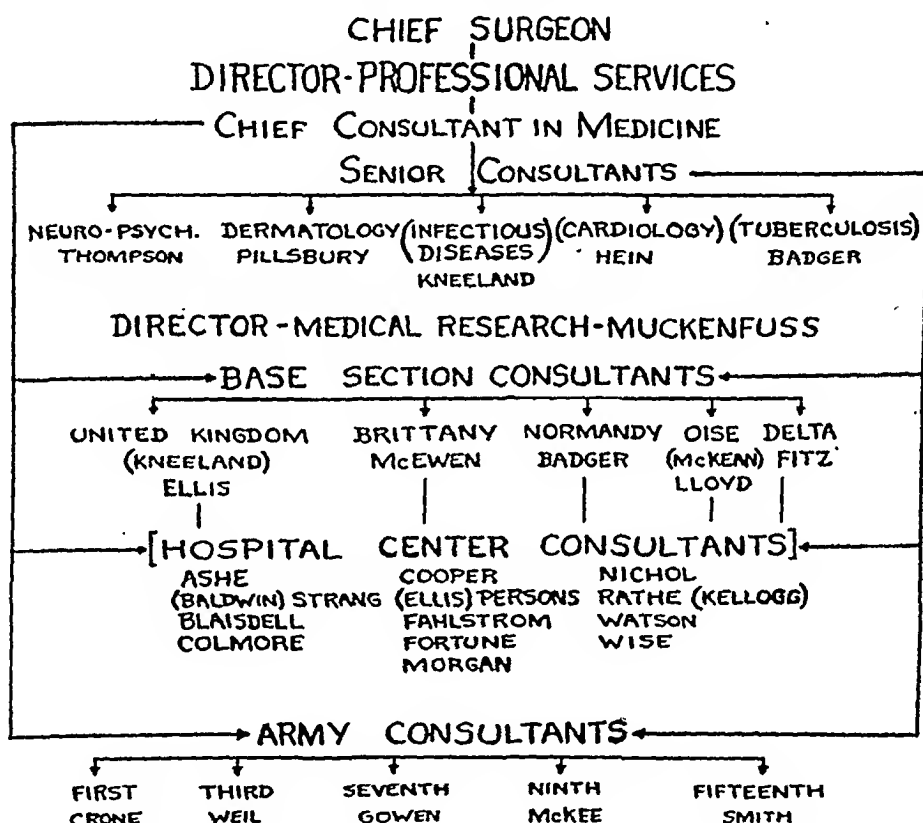 CHIEF SURGEON
DIRECTOR-PROFESSIONAL SERVICES
CHIEF CONSULTANT IN MEDICINE
SENIOR CONSULTANTS
NEURO-PSYCH. DERMATOLOGY (INFECTIOUS (CARDIOLOGY) (TUBERCULOSIS)
THOMPSON PILLSBURY DISEASES) HEIN BADGER
KNEELAND
DIRECTOR-MEDICAL RESEARCH-MUCKENFUSS
BASE SECTION CONSULTANTS
UNITED KINGDOM BRITTANY NORMANDY OISE DELTA
(KNEELAND) McEWEN BADGER (McKEAN) FITZ
ELLIS LLOYD
[HOSPITAL CENTER CONSULTANTS]
ASHE COOPER NICHOL
(BALDWIN) STRANG (ELLIS) PERSONS RATHE (KELLOGG)
BLAISDELL FAHLSTROM WATSON
COLMORE FORTUNE WISE
MORGAN
ARMY CONSULTANTS
FIRST THIRD SEVENTH NINTH FIFTEENTH
CRONE WEIL GOWEN McKEE SMITH